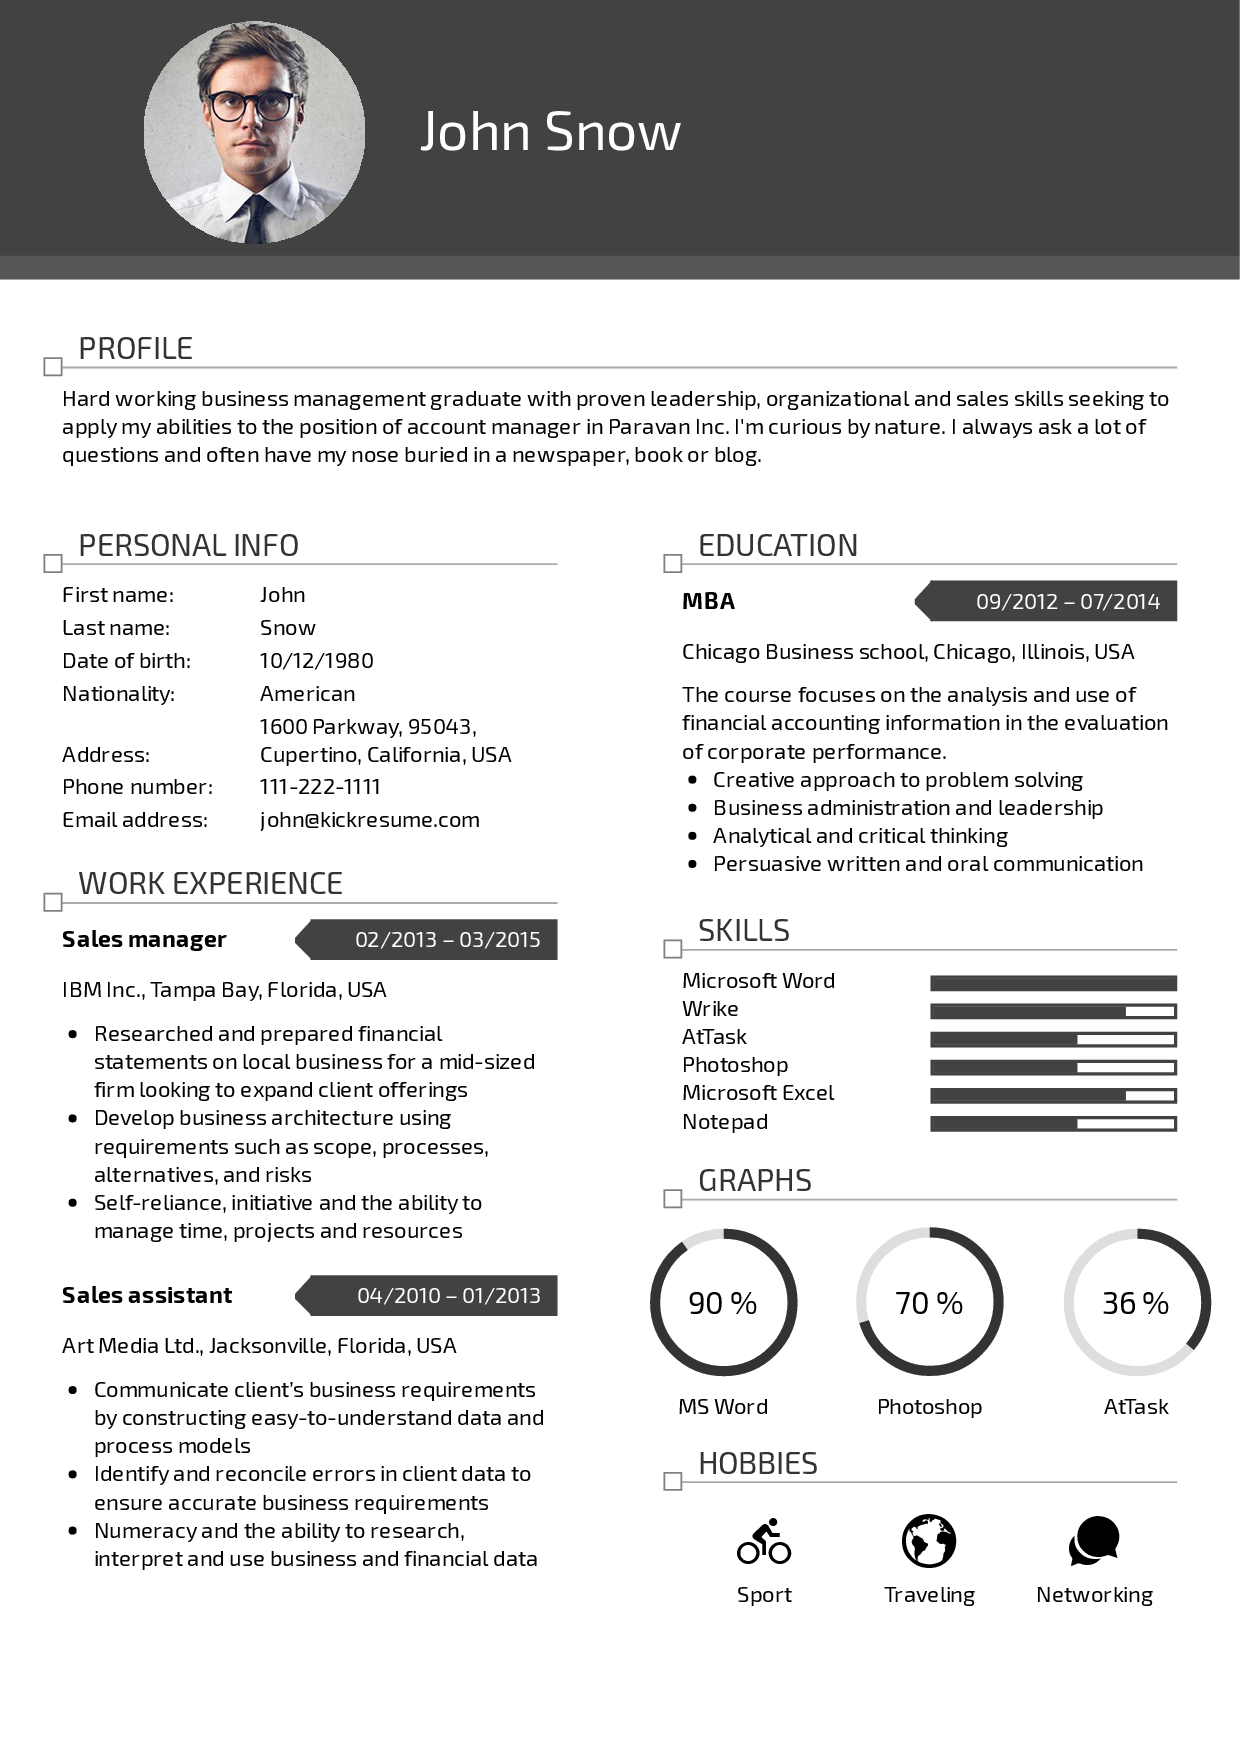 John Snow
PROFILE
Hard working business management graduate with proven leadership, organizational and sales skills seeking to
apply my abilities to the position of account manager in Paravan Inc. I'm curious by nature. I always ask a lot of
questions and often have my nose buried in a newspaper, book or blog.
PERSONAL INFO
First name: John
Last name: Snow
Date of birth: 10/12/1980
Nationality: American
1600 Parkway, 95043,
Address: Cupertino, California, USA
Phone number: 111-222-1111
Email address: john@kickresume.com
WORK EXPERIENCE
Sales manager 02/2013 – 03/2015
IBM Inc., Tampa Bay, Florida, USA
• Researched and prepared financial
statements on local business for a mid-sized
firm looking to expand client offerings
• Develop business architecture using
requirements such as scope, processes,
alternatives, and risks
• Self-reliance, initiative and the ability to
manage time, projects and resources
Sales assistant 04/2010 – 01/2013
Art Media Ltd., Jacksonville, Florida, USA
• Communicate client’s business requirements
by constructing easy-to-understand data and
process models
• Identify and reconcile errors in client data to
ensure accurate business requirements
• Numeracy and the ability to research,
interpret and use business and financial data
EDUCATION
MBA 09/2012 – 07/2014
Chicago Business school, Chicago, Illinois, USA
The course focuses on the analysis and use of
financial accounting information in the evaluation
of corporate performance.
• Creative approach to problem solving
• Business administration and leadership
• Analytical and critical thinking
• Persuasive written and oral communication
SKILLS
Microsoft Word
Wrike
AtTask
Photoshop
Microsoft Excel
Notepad
GRAPHS
90 % 70 % 36 %
MS Word Photoshop AtTask
HOBBIES
Sport Traveling Networking